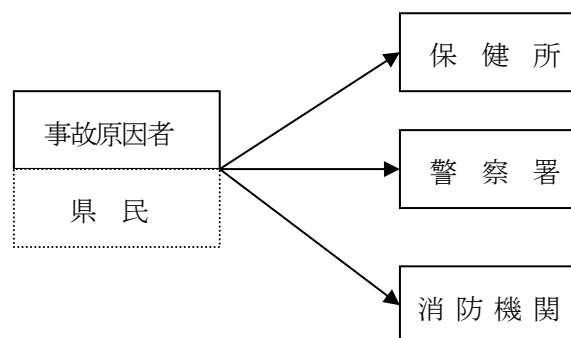 保健所
事故原因者
警察署
県民
消防機関